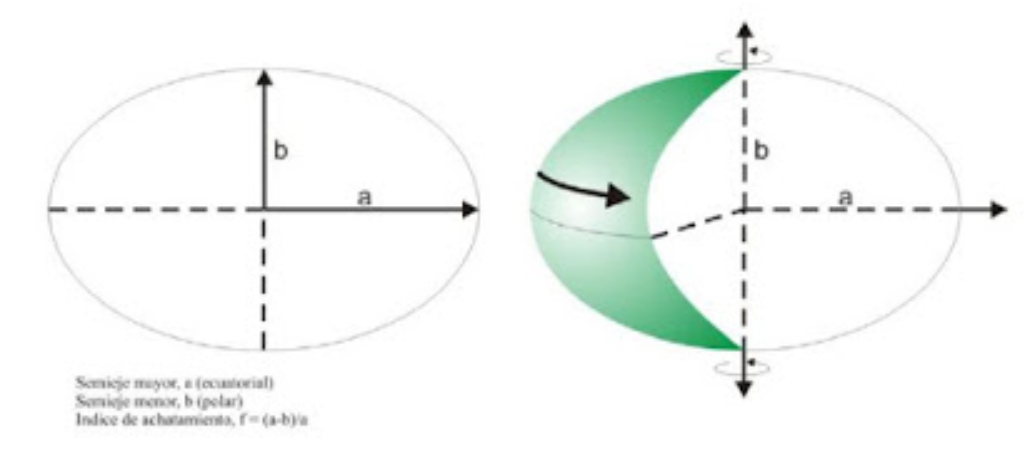 b
a
b
a
Semieje mayor, a (ecuatorial)
Semieje menor, b (polar)
Indice de achatamiento, f = (a-b)/a